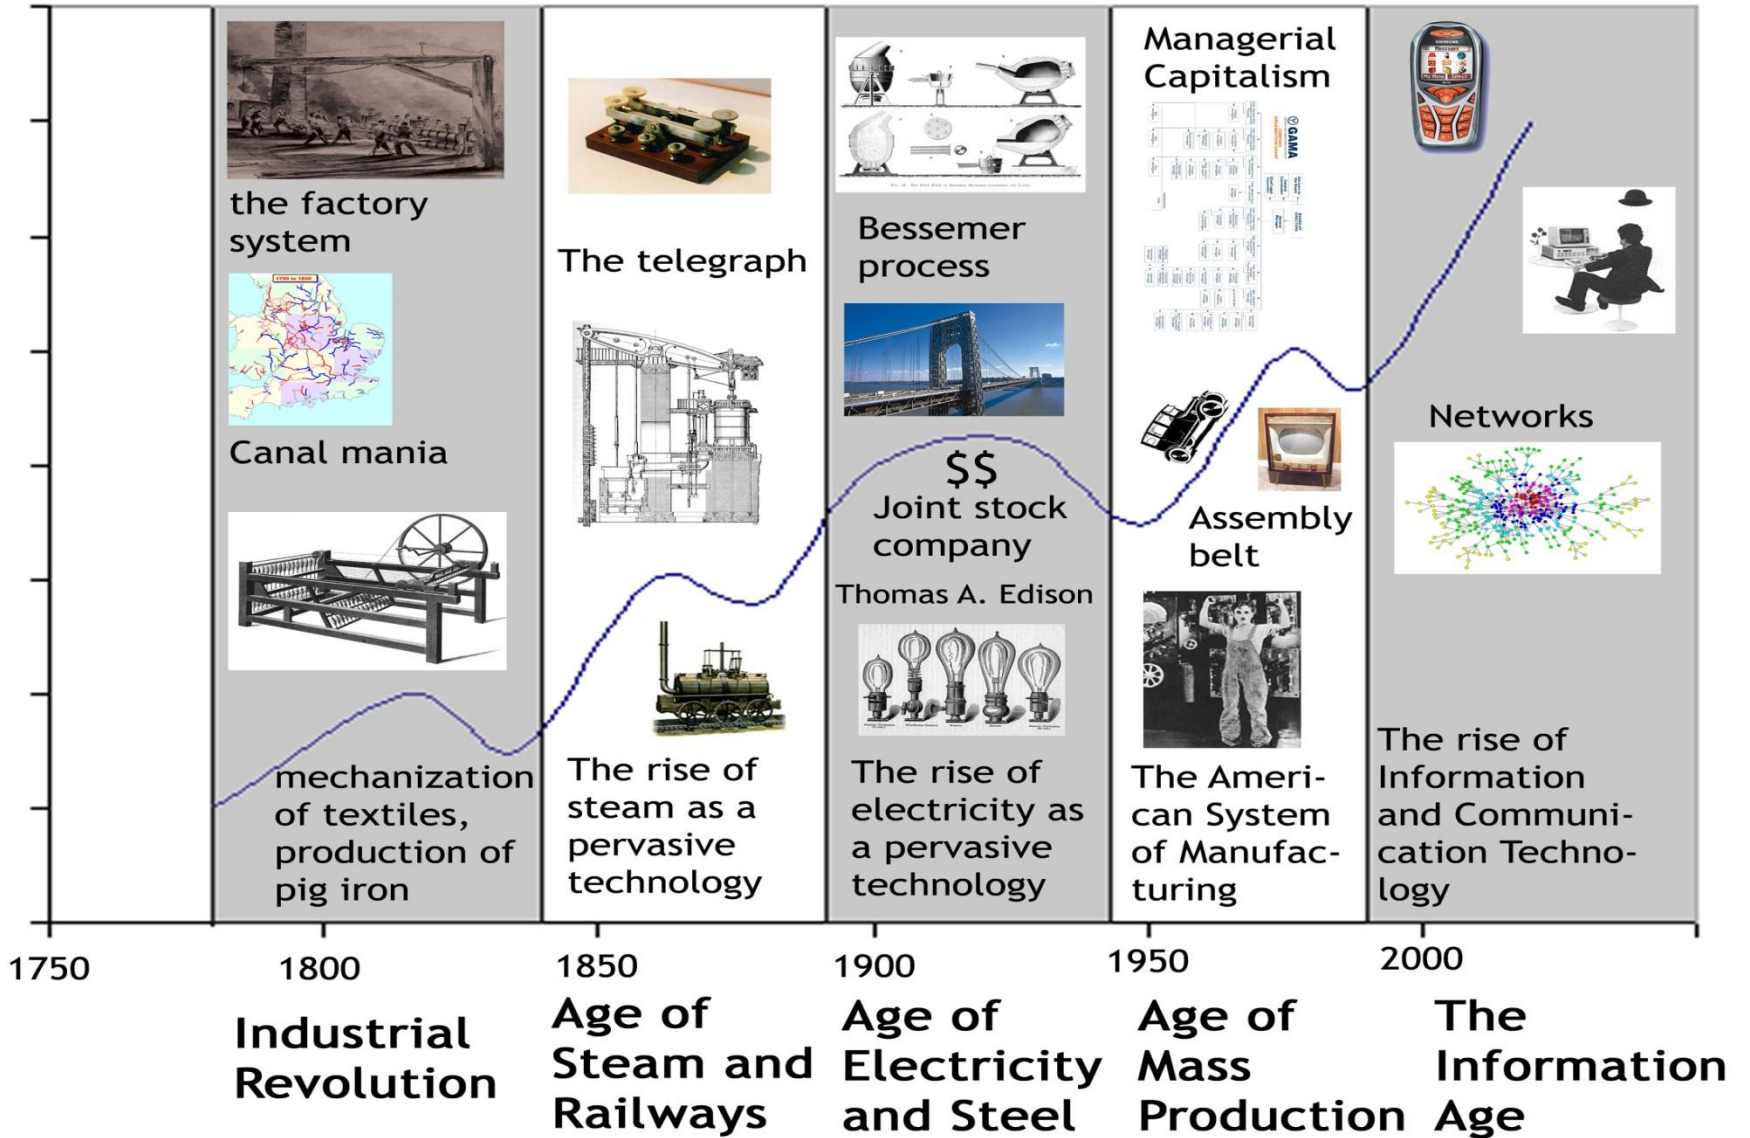 the factory
system
Canal mania
mechanization
of textiles,
production of
pig iron
The telegraph
The rise of
steam as a
pervasive
technology
Bessemer
process
$$
Joint stock
company
Thomas A. Edison
The rise of
electricity as
a pervasive
technology
Managerial
Capitalism
GAMA
Assembly
belt
The Ameri-
can System
of Manufac-
turing
SIEMENS
Networks
The rise of
Information
and Communi-
cation Techno-
logy
1750
1800
1850
1900
1950
2000
Industrial
Revolution
Age of
Steam and
Railways
Age of
Electricity
and Steel
Age of
Mass
Production
The
Information
Age